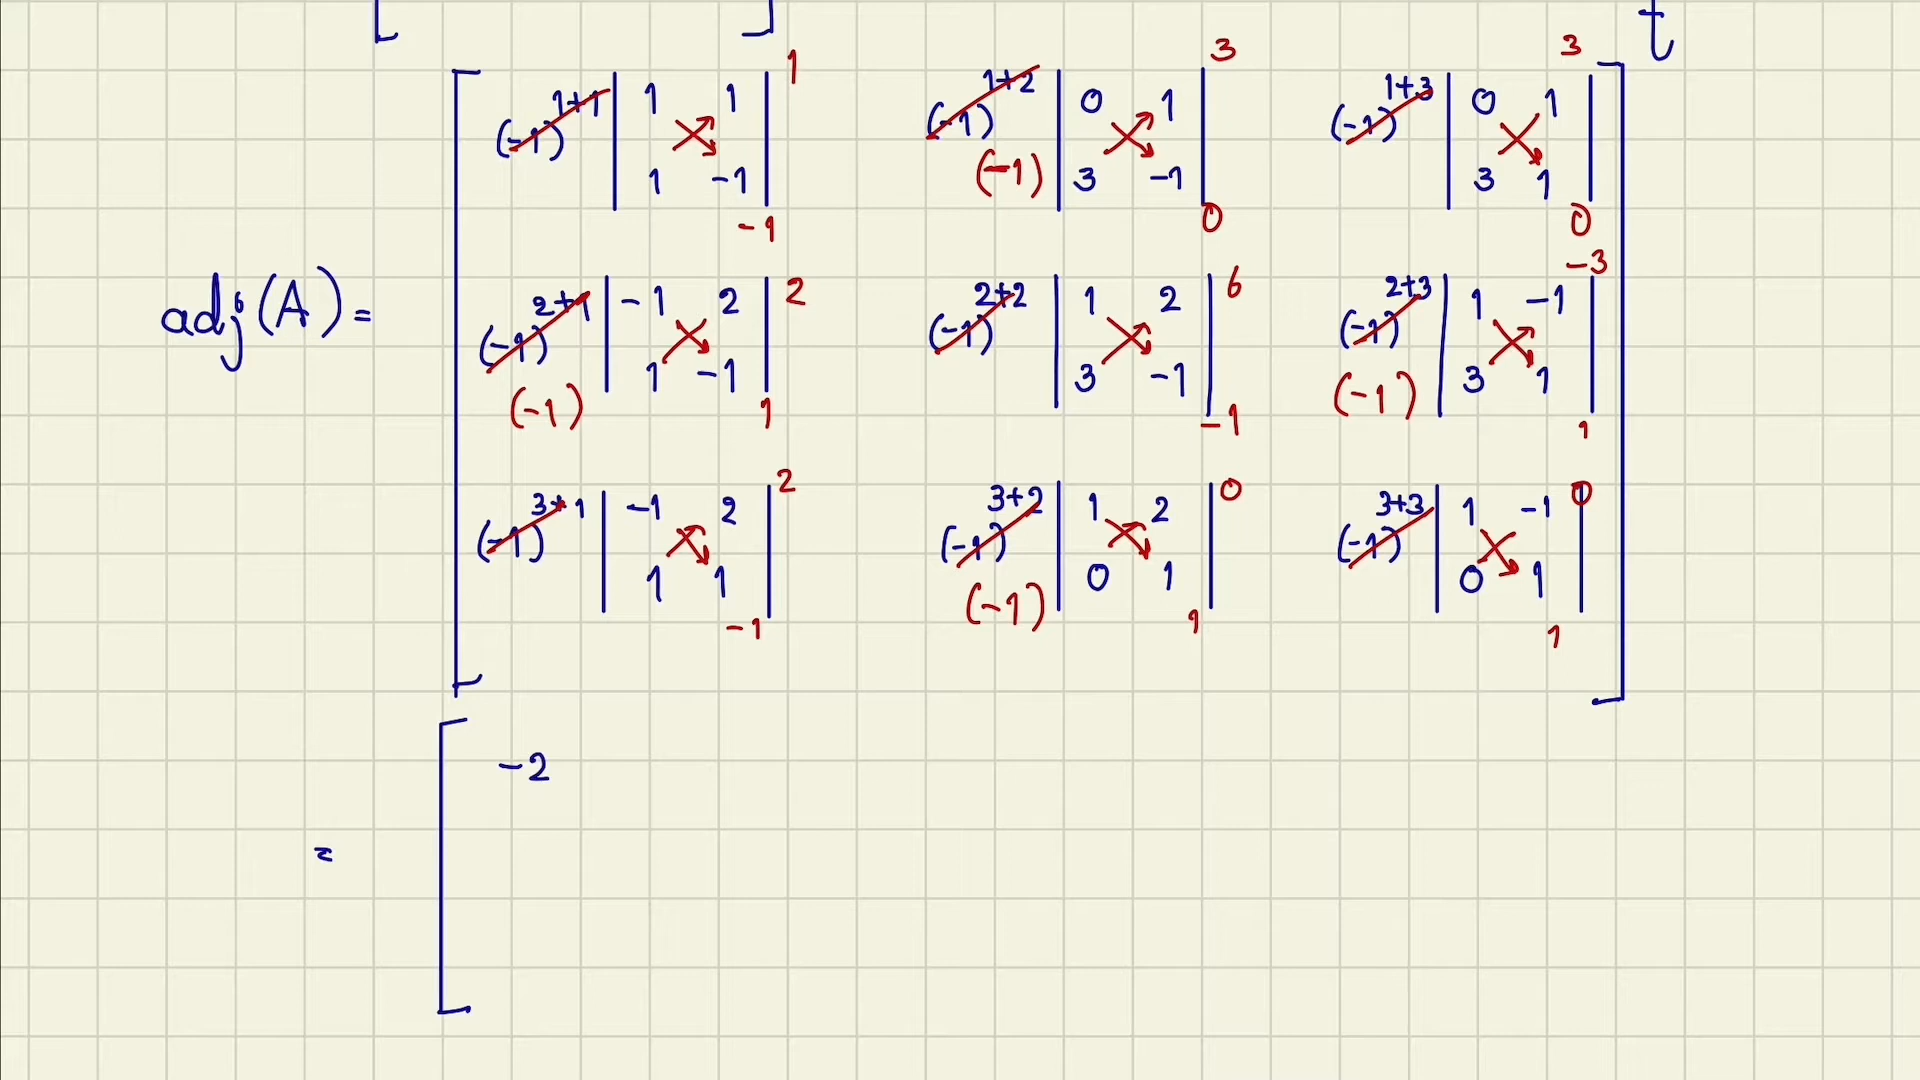 t
1 3 3
(-1)^1+1 | 1 1 | (-1)^1+2 | 0 1 | (-1)^1+3 | 0 1 |
(-1)
| 1 -1 | | 3 -1 | | 3 1 |
-1 0 0
2 6 -3
adj(A) = (-1)^2+1 | -1 2 | (-1)^2+2 | 1 2 | (-1)^2+3 | 1 -1 |
| 1 -1 | | 3 -1 | | 3 1 |
(-1) (-1)
1 -1 1
2 0 0
(-1)^3+1 | -1 2 | (-1)^3+2 | 1 2 | (-1)^3+3 | 1 -1 |
| 1 1 | | 0 1 | | 0 1 |
(-1)
-1 1 1
-2
=